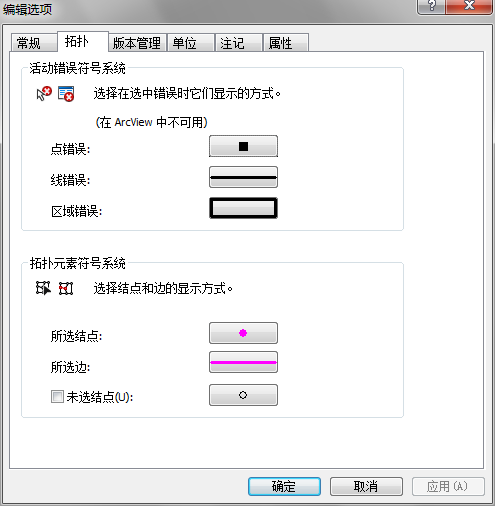 编辑选项
常规 拓扑 版本管理 单位 注记 属性
活动错误符号系统
选择在选中错误时它们显示的方式。
(在 ArcView 中不可用)
点错误:
线错误:
区域错误:
拓扑元素符号系统
选择结点和边的显示方式。
所选结点:
所选边:
未选结点(U):
确定 取消 应用(A)